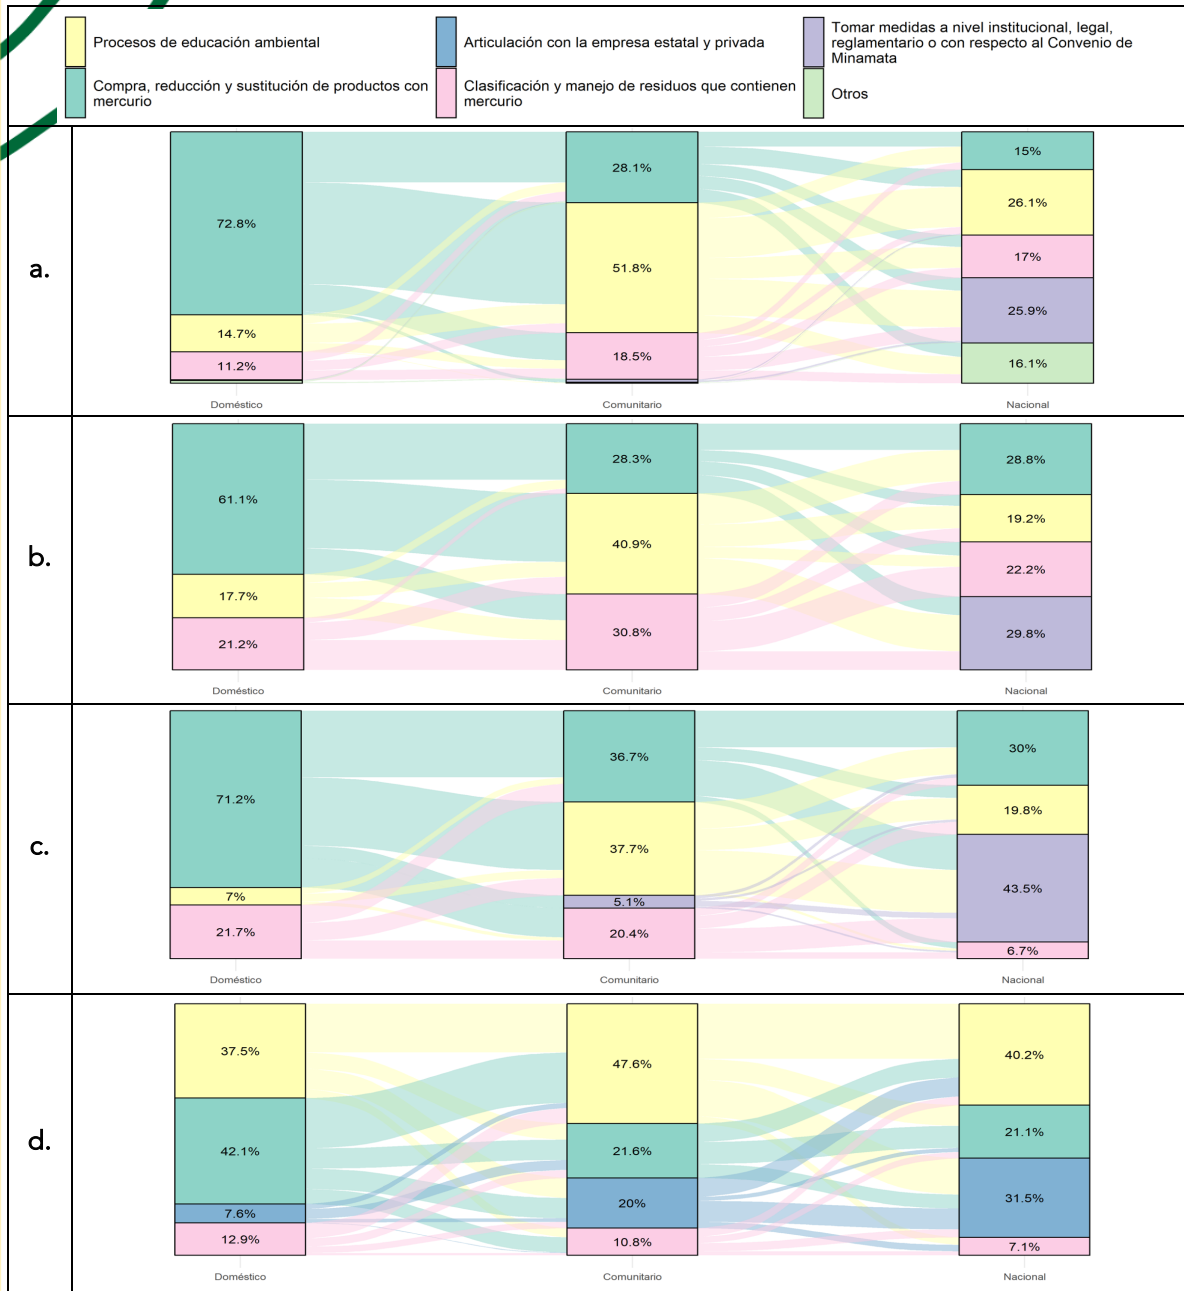 Procesos de educación ambiental
Compra, reducción y sustitución de productos con
mercurio
Articulación con la empresa estatal y privada
Clasificación y manejo de residuos que contienen
mercurio
Tomar medidas a nivel institucional, legal,
reglamentario o con respecto al Convenio de
Minamata
Otros
a.
72.8%
14.7%
11.2%
28.1%
51.8%
18.5%
15%
26.1%
17%
25.9%
16.1%
Doméstico
Comunitario
Nacional
b.
61.1%
17.7%
21.2%
28.3%
40.9%
30.8%
28.8%
19.2%
22.2%
29.8%
Doméstico
Comunitario
Nacional
c.
71.2%
7%
21.7%
36.7%
37.7%
5.1%
20.4%
30%
19.8%
43.5%
6.7%
Doméstico
Comunitario
Nacional
d.
37.5%
42.1%
7.6%
12.9%
47.6%
21.6%
20%
10.8%
40.2%
21.1%
31.5%
7.1%
Doméstico
Comunitario
Nacional